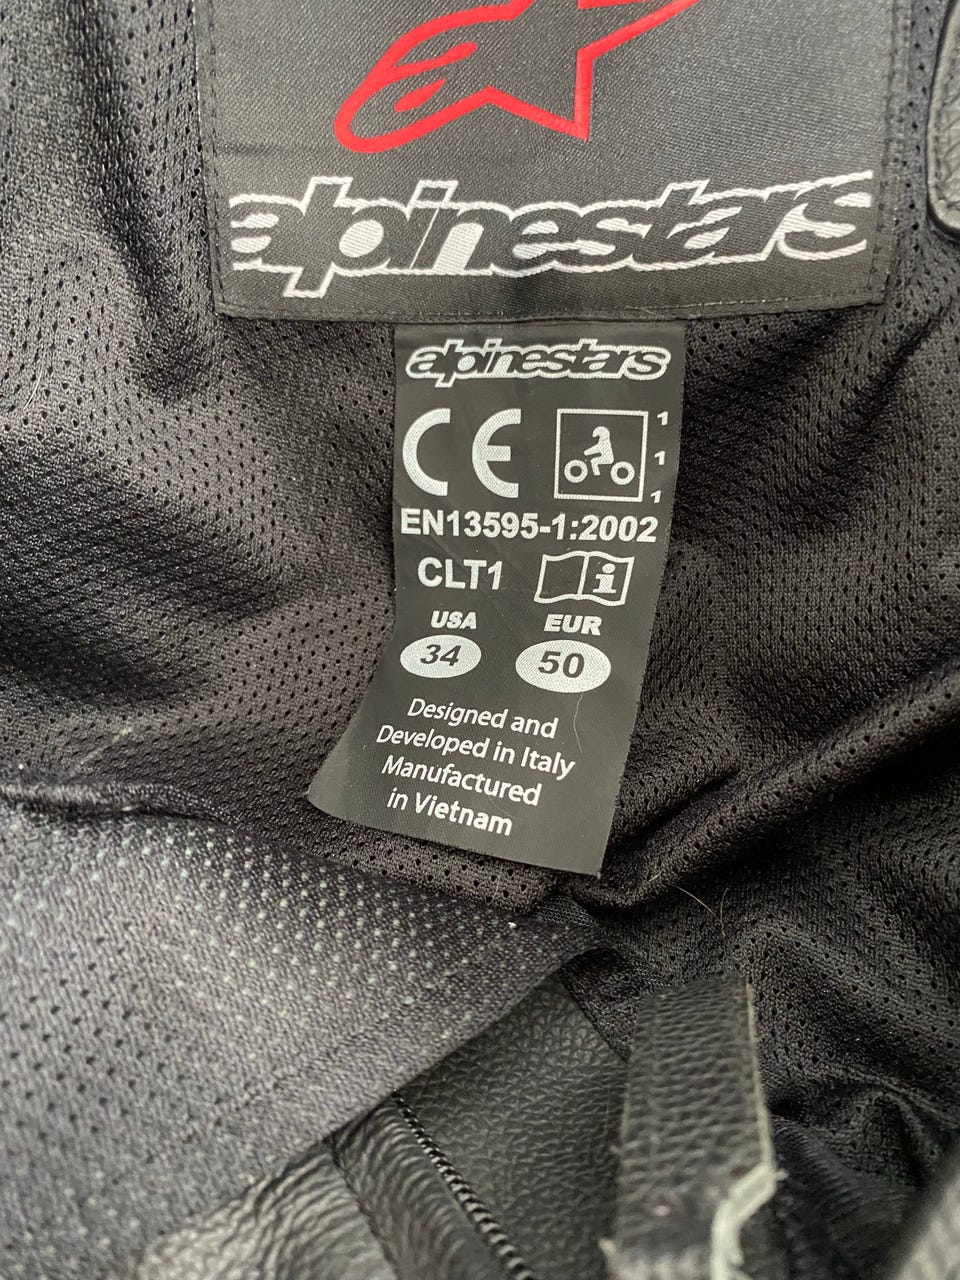 alpinestars
alpinestars
CE 1
1
1
EN13595-1:2002
CLT1 i
USA EUR
34 50
Designed and
Developed in Italy
Manufactured
in Vietnam